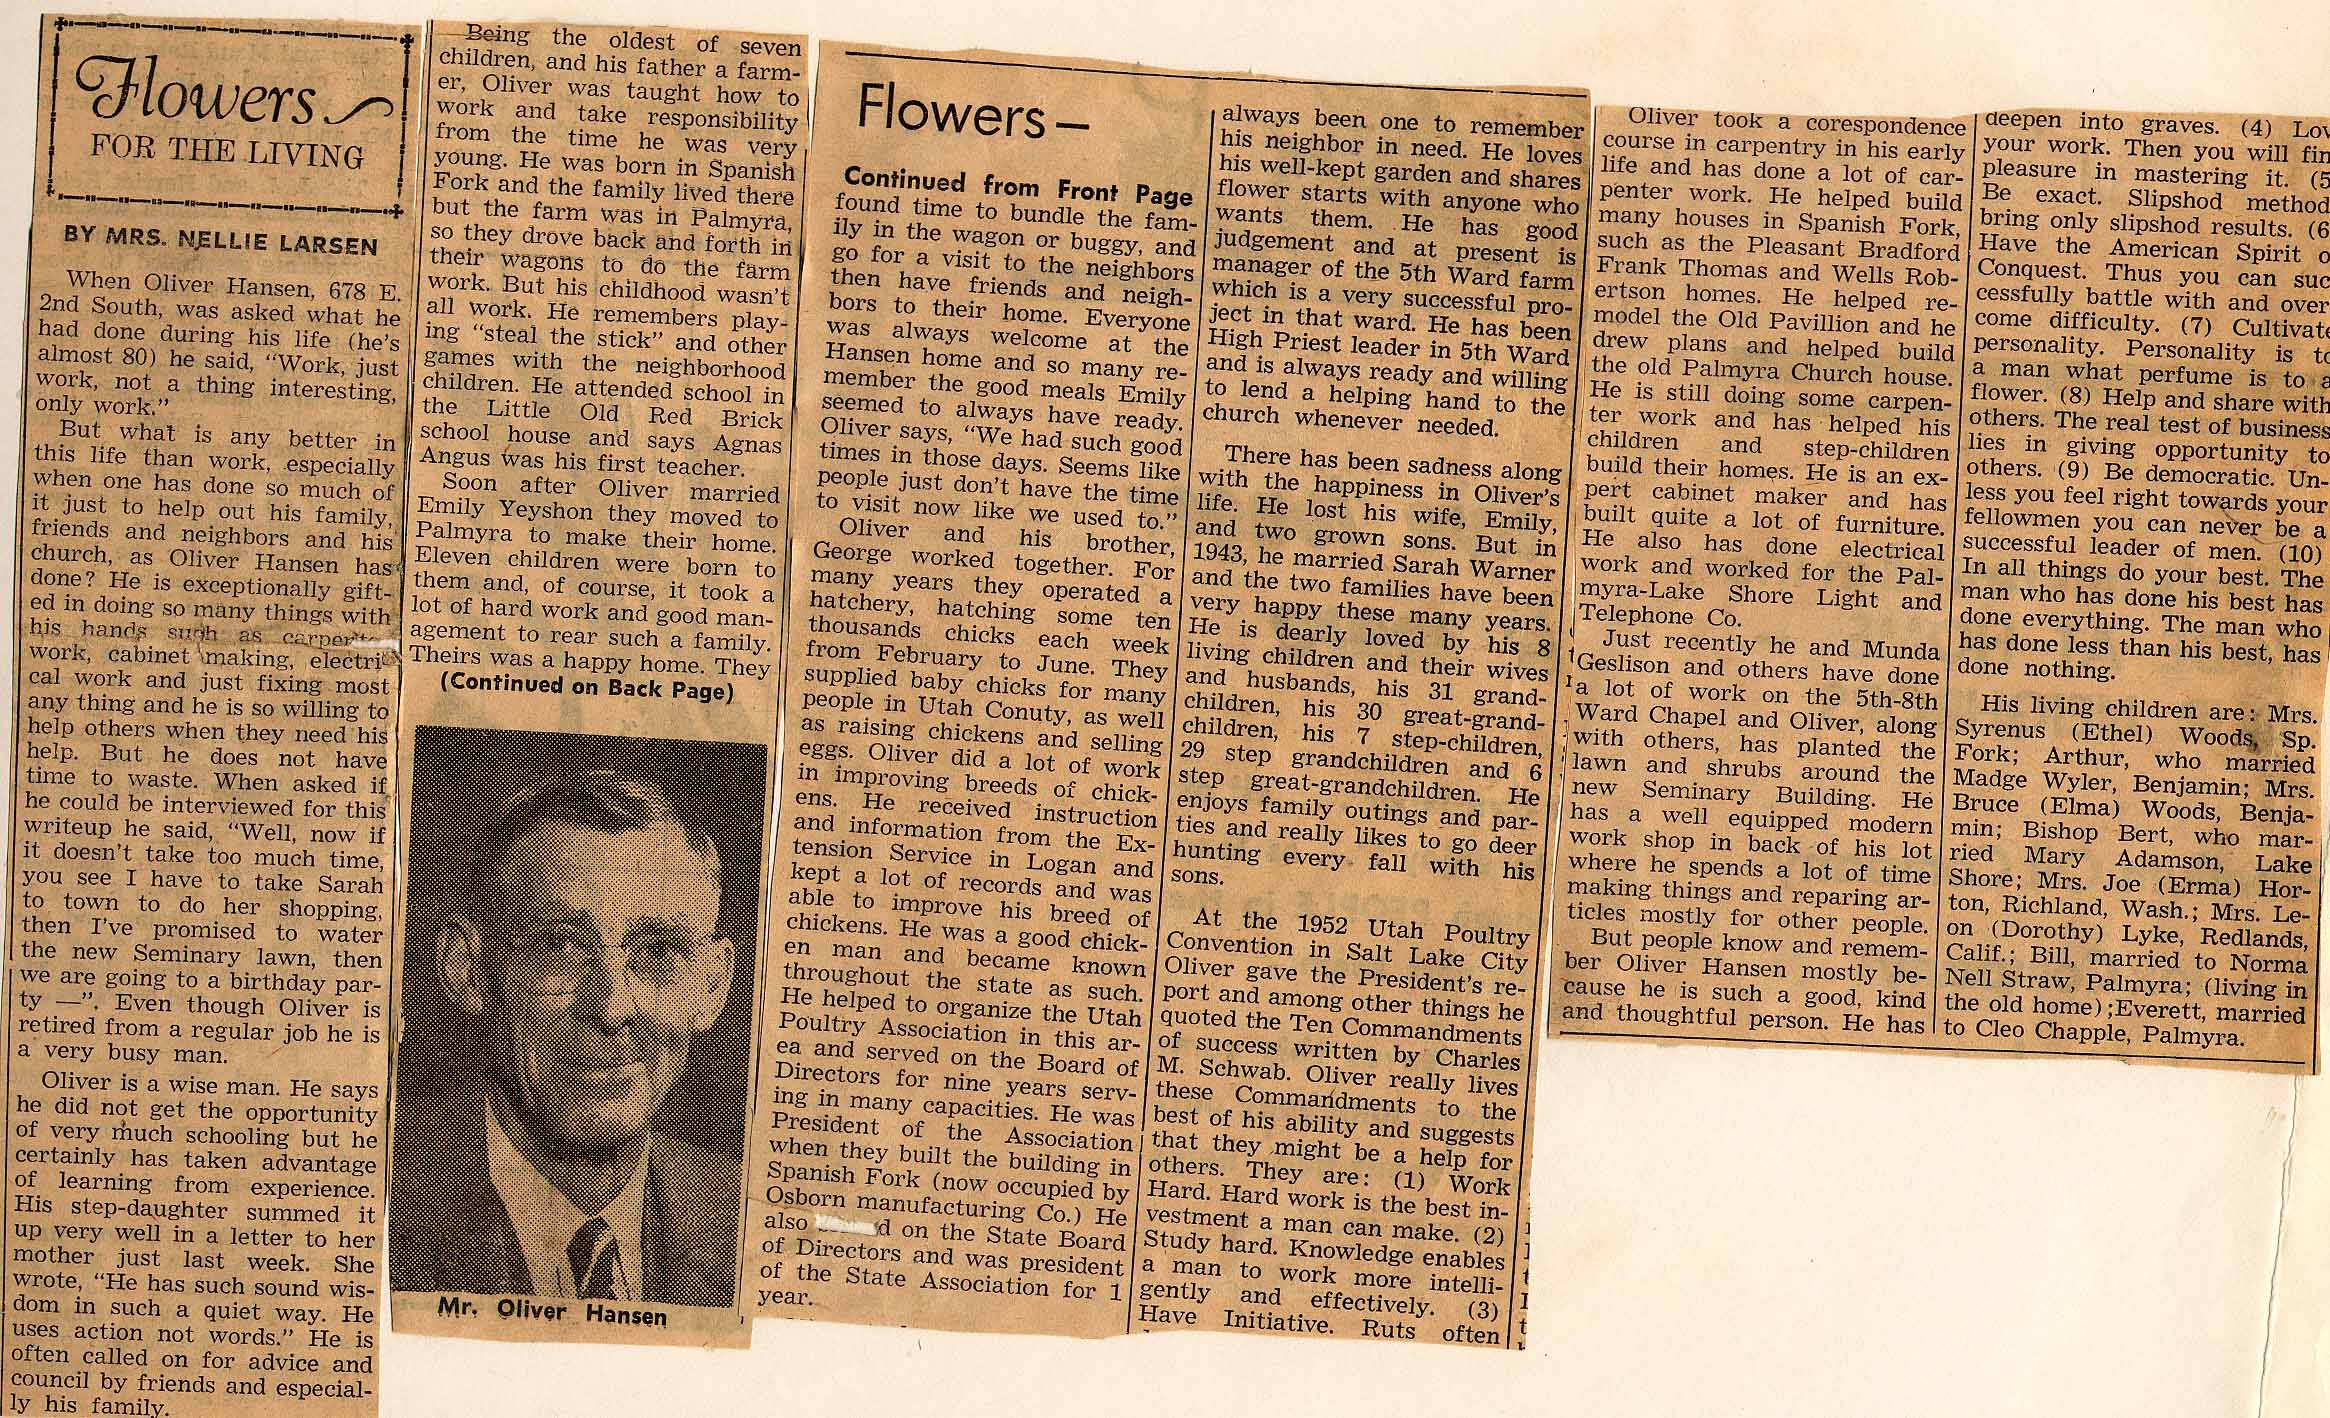 Flowers
FOR THE LIVING
BY MRS. NELLIE LARSEN
When Oliver Hansen, 678 E.
2nd South, was asked what he
had done during his life (he's
almost 80) he said, "Work, just
work, not a thing interesting,
only work."
But what is any better in
this life than work, especially
when one has done so much of
it just to help out his family,
friends and neighbors and his
church, as Oliver Hansen has
done? He is exceptionally gift-
ed in doing so many things with
his hands such as
work, cabinet making, electri-
cal work and just fixing most
any thing and he is so willing to
help others when they need his
help. But he does not have
time to waste. When asked if
he could be interviewed for this
writeup he said, "Well, now if
it doesn't take too much time,
you see I have to take Sarah
to town to do her shopping,
then I've promised to water
the new Seminary lawn, then
we are going to a birthday par-
ty —". Even though Oliver is
retired from a regular job he is
a very busy man.
Oliver is a wise man. He says
he did not get the opportunity
of very much schooling but he
certainly has taken advantage
of learning from experience.
His step-daughter summed it
up very well in a letter to her
mother just last week. She
wrote, "He has such sound wis-
dom in such a quiet way. He
uses action not words." He is
often called on for advice and
council by friends and especial-
ly his family.
Being the oldest of seven
children, and his father a farm-
er, Oliver was taught how to
work and take responsibility
from the time he was very
young. He was born in Spanish
Fork and the family lived there
but the farm was in Palmyra,
so they drove back and forth in
their wagons to do the farm
work. But his childhood wasn't
all work. He remembers play-
ing "steal the stick" and other
games with the neighborhood
children. He attended school in
the Little Old Red Brick
school house and says Agnas
Angus was his first teacher.
Soon after Oliver married
Emily Yeyshon they moved to
Palmyra to make their home.
Eleven children were born to
them and, of course, it took a
lot of hard work and good man-
agement to rear such a family.
Theirs was a happy home. They
(Continued on Back Page)
Mr. Oliver Hansen
Flowers —
Continued from Front Page
found time to bundle the fam-
ily in the wagon or buggy, and
go for a visit to the neighbors
then have friends and neigh-
bors to their home. Everyone
was always welcome at the
Hansen home and so many re-
member the good meals Emily
seemed to always have ready.
Oliver says, "We had such good
times in those days. Seems like
people just don't have the time
to visit now like we used to."
Oliver and his brother,
George worked together. For
many years they operated a
hatchery, hatching some ten
thousands chicks each week
from February to June. They
supplied baby chicks for many
people in Utah Conuty, as well
as raising chickens and selling
eggs. Oliver did a lot of work
in improving breeds of chick-
ens. He received instruction
and information from the Ex-
tension Service in Logan and
kept a lot of records and was
able to improve his breed of
chickens. He was a good chick-
en man and became known
throughout the state as such.
He helped to organize the Utah
Poultry Association in this ar-
ea and served on the Board of
Directors for nine years serv-
ing in many capacities. He was
President of the Association
when they built the building in
Spanish Fork (now occupied by
Osborn manufacturing Co.) He
also on the State Board
of Directors and was president
of the State Association for 1
year.
Oliver took a corespondence
course in carpentry in his early
life and has done a lot of car-
penter work. He helped build
many houses in Spanish Fork,
such as the Pleasant Bradford
Frank Thomas and Wells Rob-
ertson homes. He helped re-
model the Old Pavillion and he
drew plans and helped build
the old Palmyra Church house.
He is still doing some carpen-
ter work and has helped his
children and step-children
build their homes. He is an ex-
pert cabinet maker and has
built quite a lot of furniture.
He also has done electrical
work and worked for the Pal-
myra-Lake Shore Light and
Telephone Co.
Just recently he and Munda
Geslison and others have done
a lot of work on the 5th-8th
Ward Chapel and Oliver, along
with others, has planted the
lawn and shrubs around the
new Seminary Building. He
has a well equipped modern
work shop in back of his lot
where he spends a lot of time
making things and reparing ar-
ticles mostly for other people.
But people know and remem-
ber Oliver Hansen mostly be-
cause he is such a good, kind
and thoughtful person. He has
always been one to remember
his neighbor in need. He loves
his well-kept garden and shares
flower starts with anyone who
wants them. He has good
judgement and at present is
manager of the 5th Ward farm
which is a very successful pro-
ject in that ward. He has been
High Priest leader in 5th Ward
and is always ready and willing
to lend a helping hand to the
church whenever needed.
There has been sadness along
with the happiness in Oliver's
life. He lost his wife, Emily,
and two grown sons. But in
1943, he married Sarah Warner
and the two families have been
very happy these many years.
He is dearly loved by his 8
living children and their wives
and husbands, his 31 grand-
children, his 30 great-grand-
children, his 7 step-children,
29 step grandchildren and 6
step great-grandchildren. He
enjoys family outings and par-
ties and really likes to go deer
hunting every fall with his
sons.
At the 1952 Utah Poultry
Convention in Salt Lake City
Oliver gave the President's re-
port and among other things he
quoted the Ten Commandments
of success written by Charles
M. Schwab. Oliver really lives
these Commandments to the
best of his ability and suggests
that they might be a help for
others. They are: (1) Work
Hard. Hard work is the best in-
vestment a man can make. (2)
Study hard. Knowledge enables
a man to work more intelli-
gently and effectively. (3)
Have Initiative. Ruts often
deepen into graves. (4) Lov
your work. Then you will fin
pleasure in mastering it. (5
Be exact. Slipshod method
bring only slipshod results. (6
Have the American Spirit o
Conquest. Thus you can suc
cessfully battle with and over
come difficulty. (7) Cultivate
personality. Personality is to
a man what perfume is to a
flower. (8) Help and share with
others. The real test of business
lies in giving opportunity to
others. (9) Be democratic. Un-
less you feel right towards your
fellowmen you can never be a
successful leader of men. (10)
In all things do your best. The
man who has done his best has
done everything. The man who
has done less than his best, has
done nothing.
His living children are: Mrs.
Syrenus (Ethel) Woods, Sp.
Fork; Arthur, who married
Madge Wyler, Benjamin; Mrs.
Bruce (Elma) Woods, Benja-
min; Bishop Bert, who mar-
ried Mary Adamson, Lake
Shore; Mrs. Joe (Erma) Hor-
ton, Richland, Wash.; Mrs. Le-
on (Dorothy) Lyke, Redlands,
Calif.; Bill, married to Norma
Nell Straw, Palmyra; (living in
the old home) ;Everett, married
to Cleo Chapple, Palmyra.